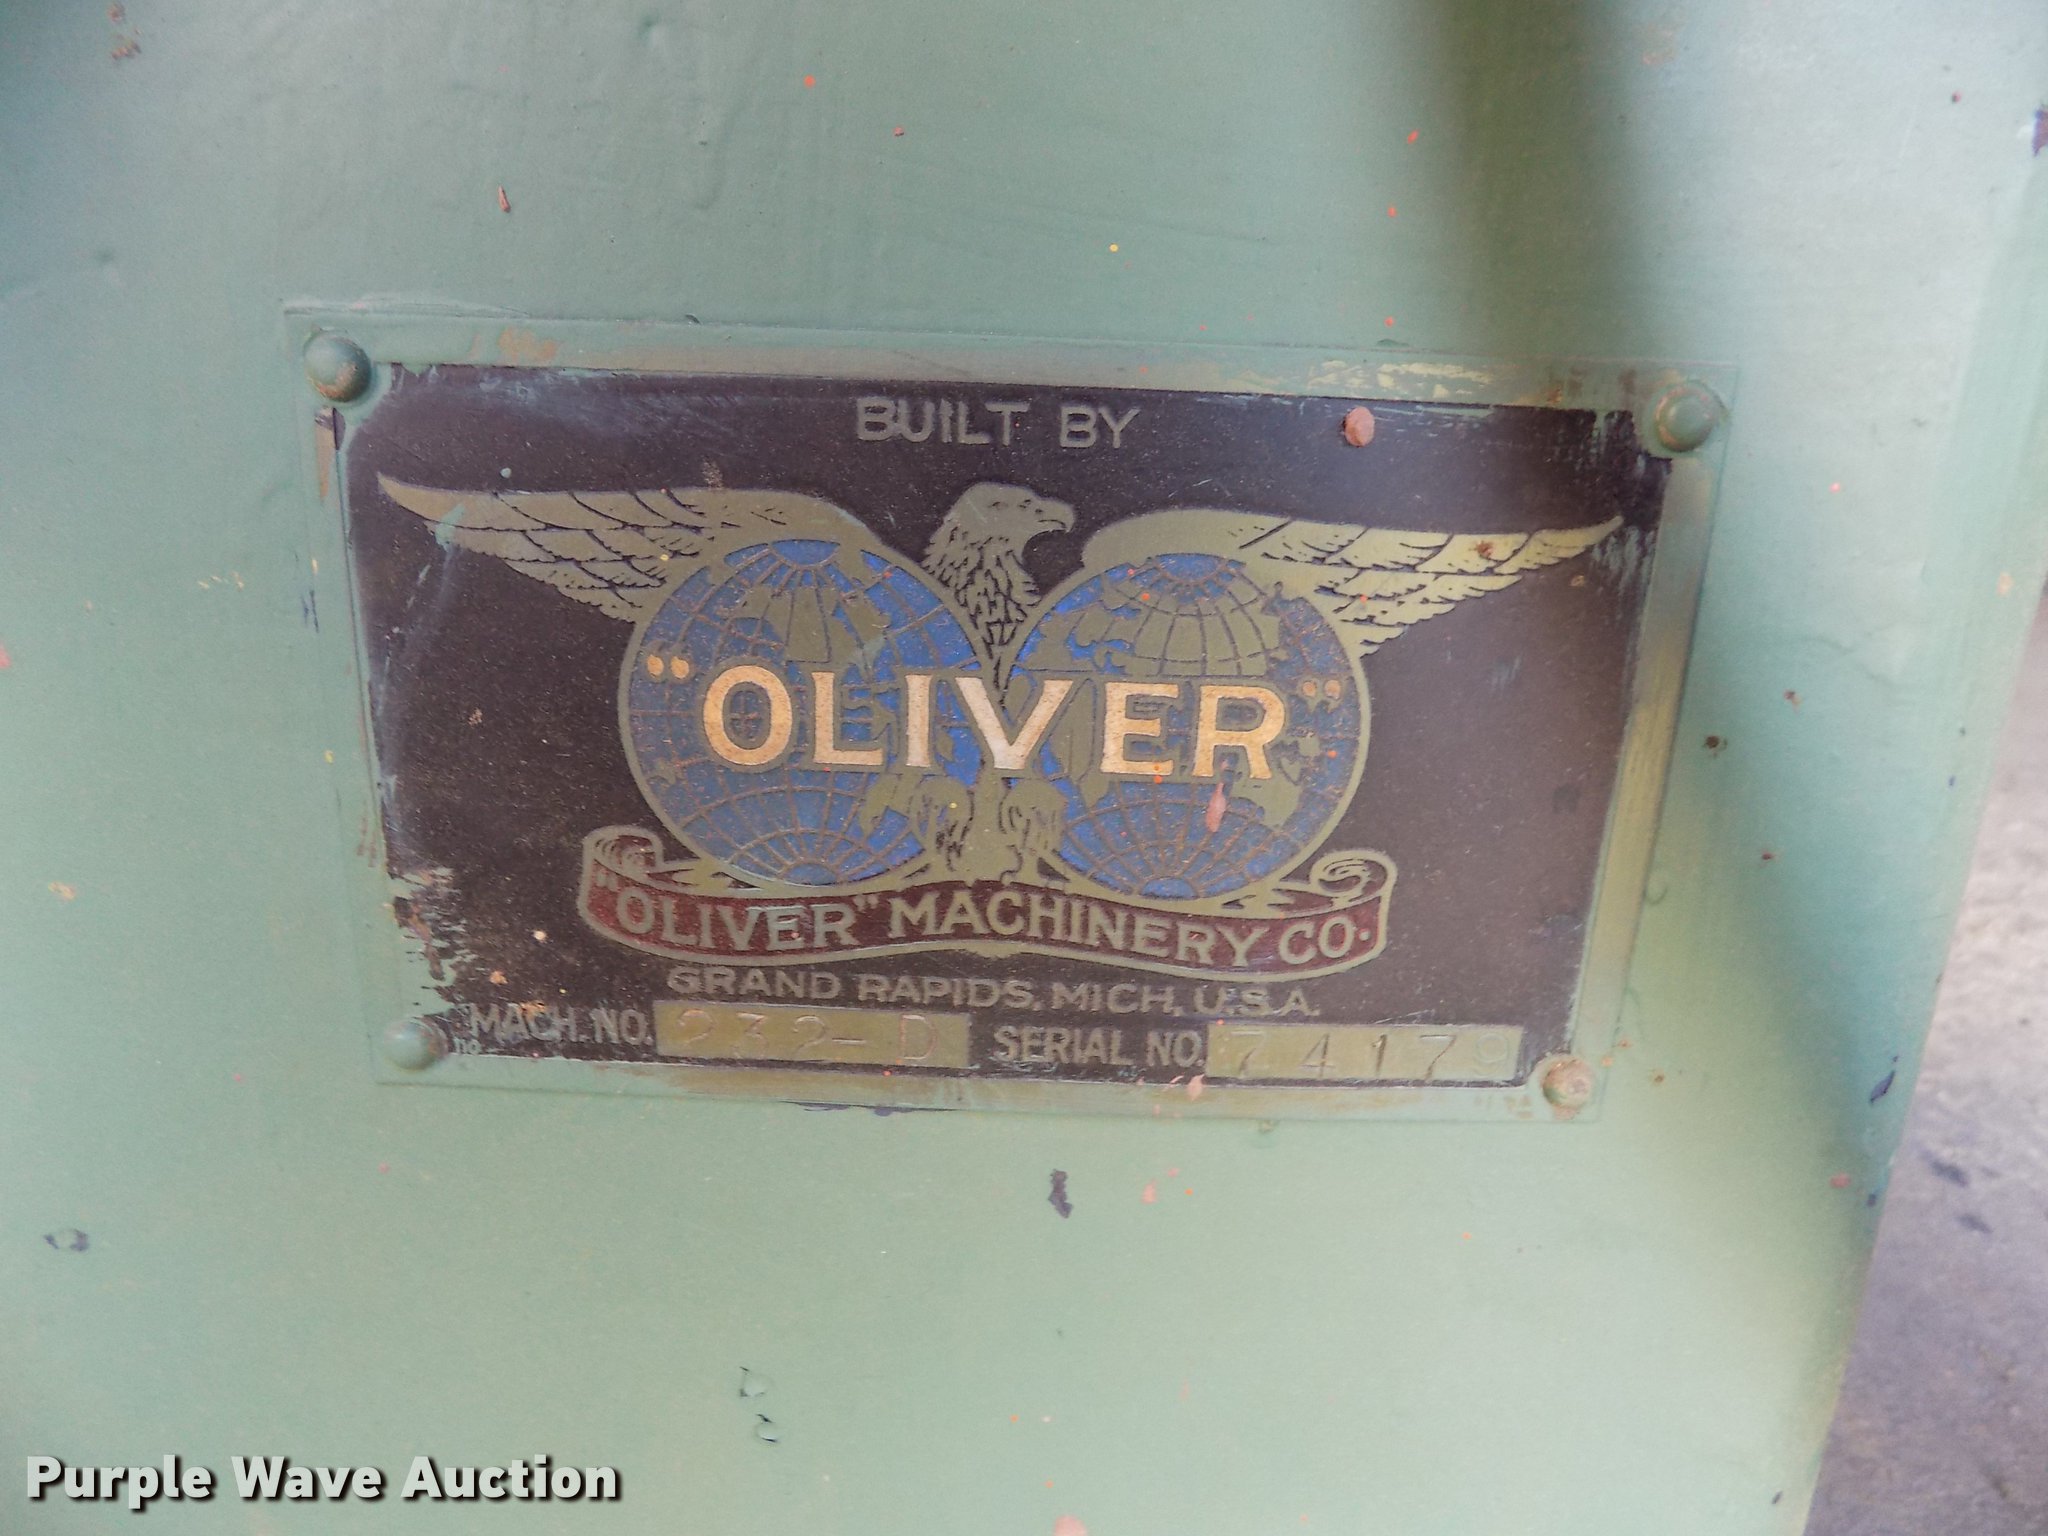 BUILT BY
"OLIVER"
"OLIVER" MACHINERY CO.
GRAND RAPIDS, MICH, U.S.A.
MACH. NO. 232-D SERIAL NO. 74179
Purple Wave Auction